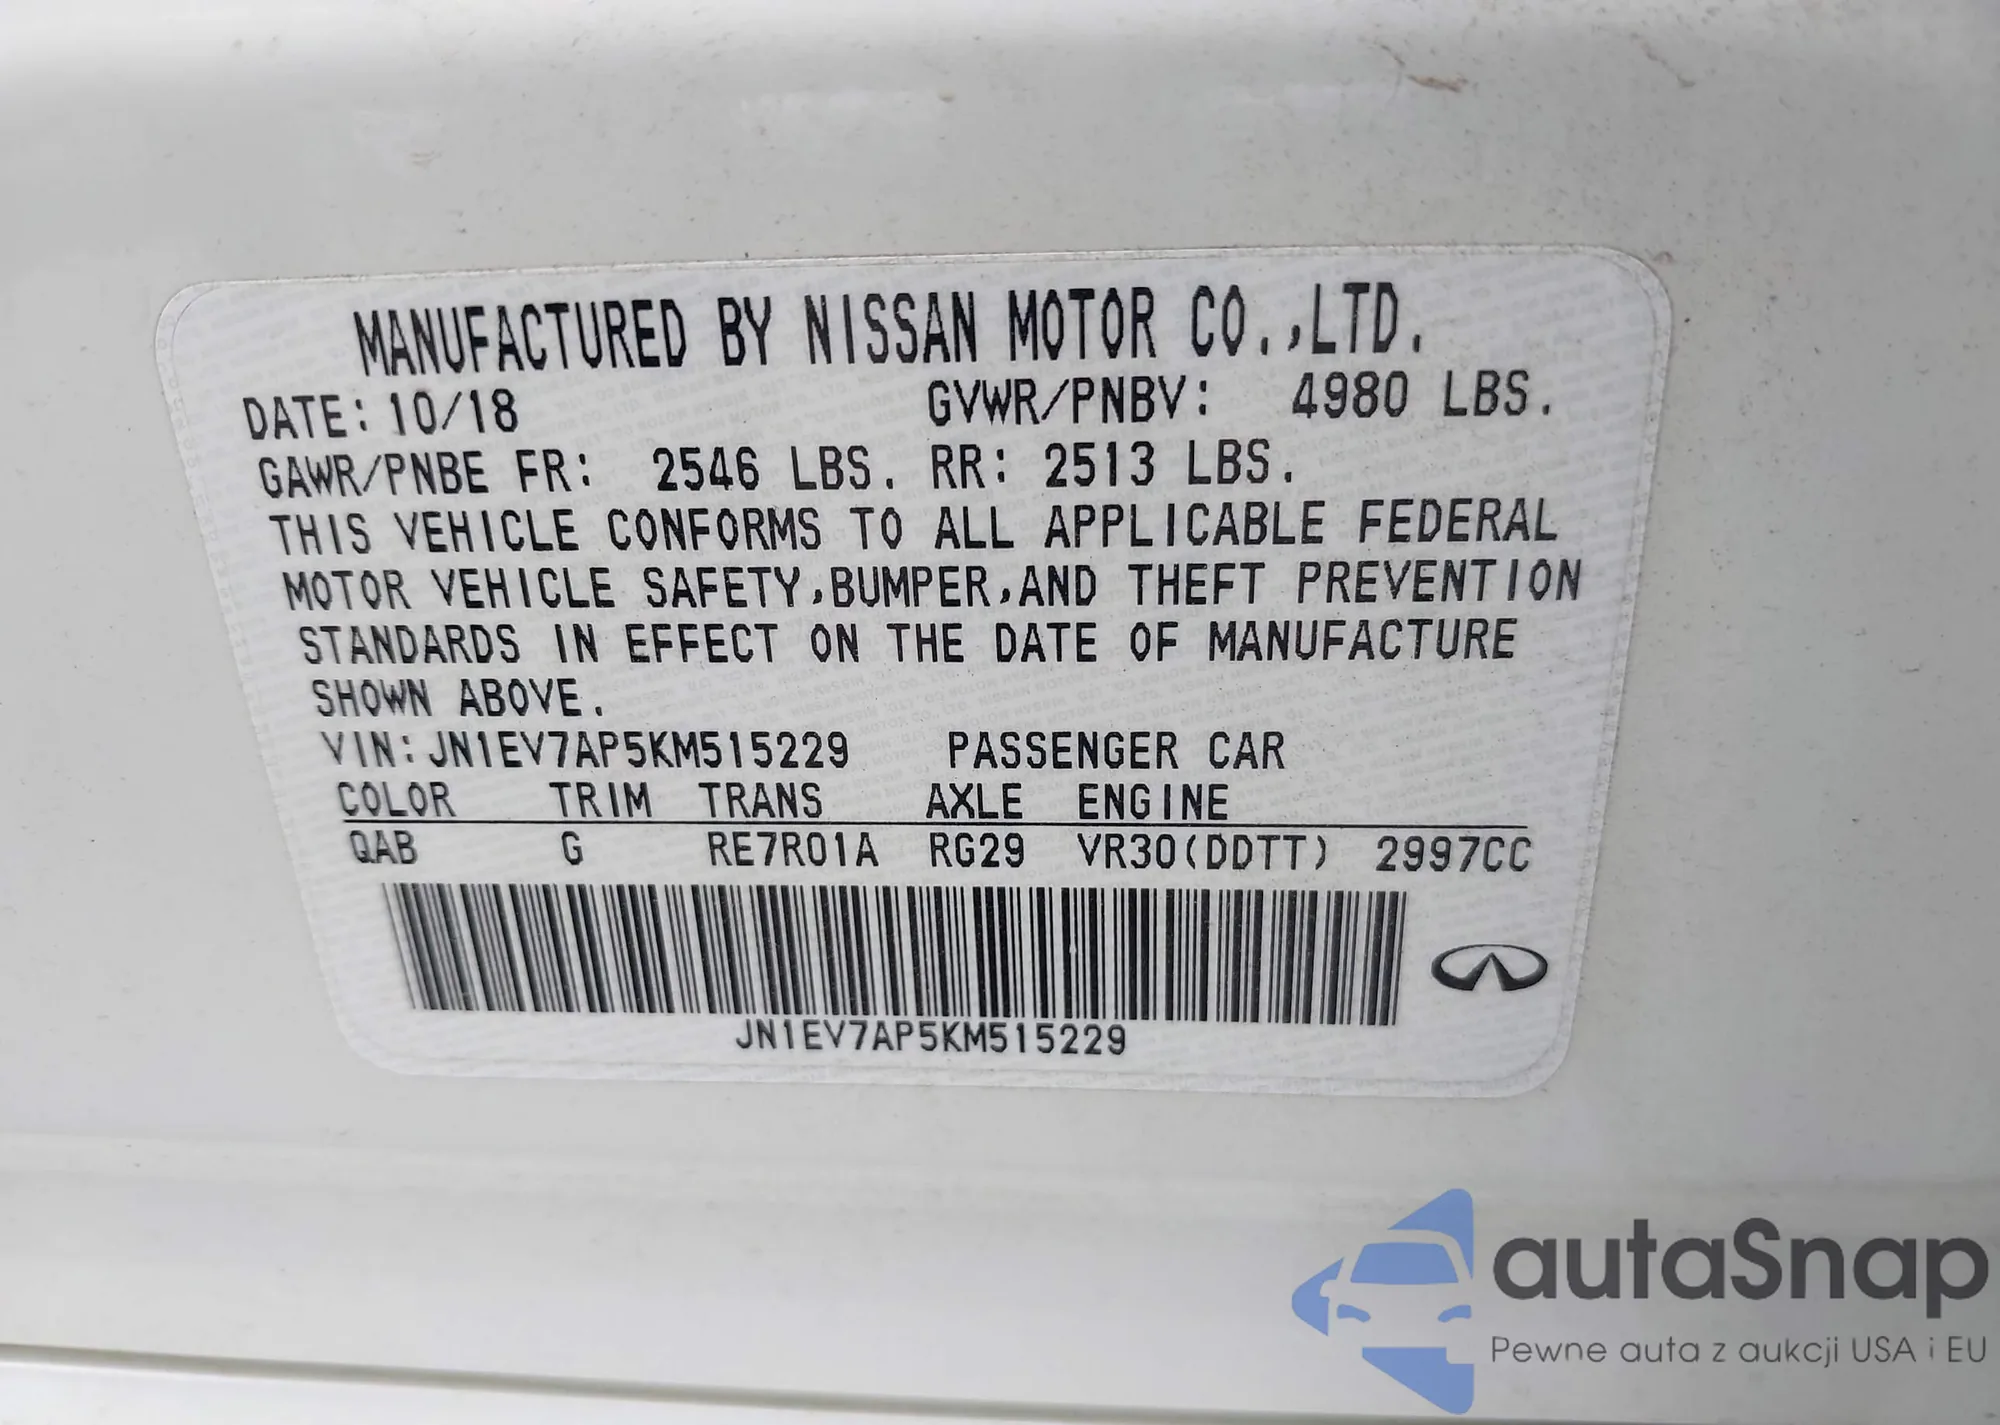 MANUFACTURED BY NISSAN MOTOR CO.,LTD.
DATE: 10/18 GVWR/PNBV: 4980 LBS.
GAWR/PNBE FR: 2546 LBS. RR: 2513 LBS.
THIS VEHICLE CONFORMS TO ALL APPLICABLE FEDERAL
MOTOR VEHICLE SAFETY,BUMPER,AND THEFT PREVENTION
STANDARDS IN EFFECT ON THE DATE OF MANUFACTURE
SHOWN ABOVE.
VIN: JN1EV7AP5KM515229 PASSENGER CAR
COLOR TRIM TRANS AXLE ENGINE
QAB G RE7R01A RG29 VR30(DDTT) 2997CC
JN1EV7AP5KM515229
autaSnap
Pewne auta z aukcji USA i EU